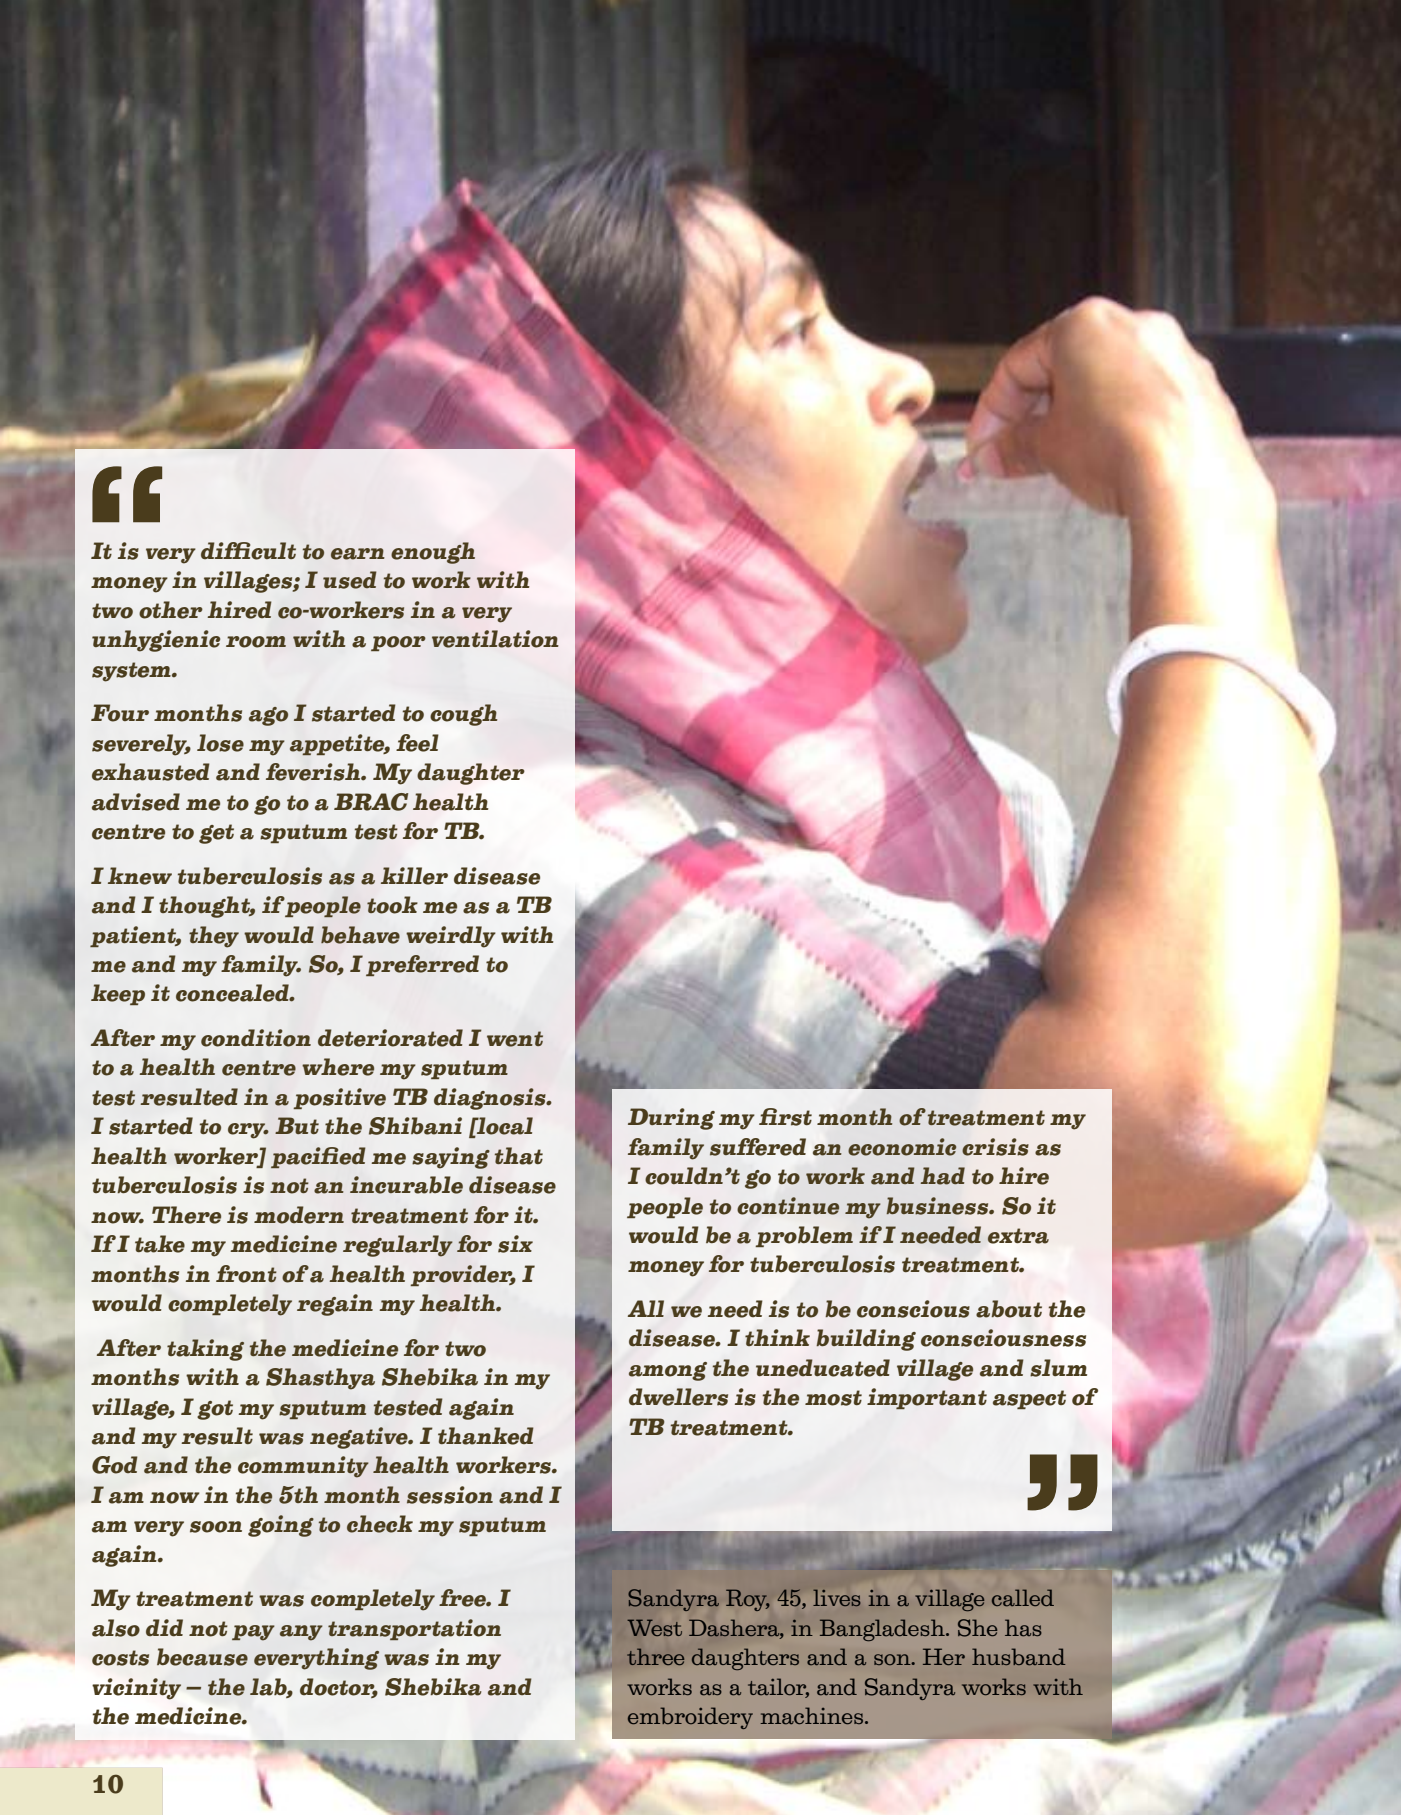 “
It is very difficult to earn enough
money in villages; I used to work with
two other hired co-workers in a very
unhygienic room with a poor ventilation
system.
Four months ago I started to cough
severely, lose my appetite, feel
exhausted and feverish. My daughter
advised me to go to a BRAC health
centre to get a sputum test for TB.
I knew tuberculosis as a killer disease
and I thought, if people took me as a TB
patient, they would behave weirdly with
me and my family. So, I preferred to
keep it concealed.
After my condition deteriorated I went
to a health centre where my sputum
test resulted in a positive TB diagnosis.
I started to cry. But the Shibani [local
health worker] pacified me saying that
tuberculosis is not an incurable disease
now. There is modern treatment for it.
If I take my medicine regularly for six
months in front of a health provider, I
would completely regain my health.
After taking the medicine for two
months with a Shasthya Shebika in my
village, I got my sputum tested again
and my result was negative. I thanked
God and the community health workers.
I am now in the 5th month session and I
am very soon going to check my sputum
again.
My treatment was completely free. I
also did not pay any transportation
costs because everything was in my
vicinity – the lab, doctor, Shebika and
the medicine.
During my first month of treatment my
family suffered an economic crisis as
I couldn’t go to work and had to hire
people to continue my business. So it
would be a problem if I needed extra
money for tuberculosis treatment.
All we need is to be conscious about the
disease. I think building consciousness
among the uneducated village and slum
dwellers is the most important aspect of
TB treatment.
”
Sandyra Roy, 45, lives in a village called
West Dashera, in Bangladesh. She has
three daughters and a son. Her husband
works as a tailor, and Sandyra works with
embroidery machines.
10